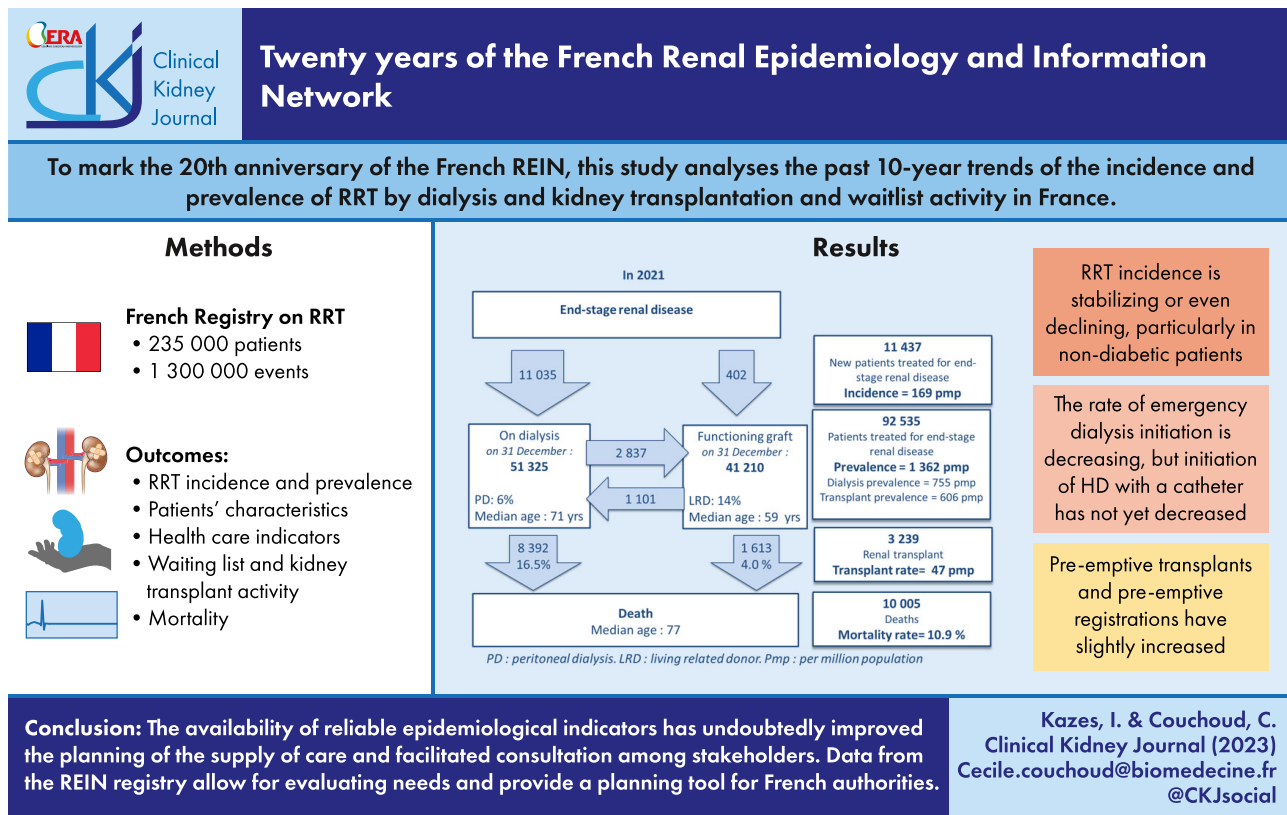 ERA
CKJ
Clinical
Kidney
Journal
Twenty years of the French Renal Epidemiology and Information
Network
To mark the 20th anniversary of the French REIN, this study analyses the past 10-year trends of the incidence and
prevalence of RRT by dialysis and kidney transplantation and waitlist activity in France.
Methods
French Registry on RRT
• 235 000 patients
• 1 300 000 events
Outcomes:
• RRT incidence and prevalence
• Patients' characteristics
• Health care indicators
• Waiting list and kidney
transplant activity
• Mortality
Results
In 2021
End-stage renal disease
11 035
402
On dialysis
on 31 December :
51 325
PD: 6%
Median age : 71 yrs
2 837
1 101
Functioning graft
on 31 December :
41 210
LRD: 14%
Median age : 59 yrs
8 392
16.5%
1 613
4.0 %
Death
Median age : 77
11 437
New patients treated for end-
stage renal disease
Incidence = 169 pmp
92 535
Patients treated for end-stage
renal disease
Prevalence = 1 362 pmp
Dialysis prevalence = 755 pmp
Transplant prevalence = 606 pmp
3 239
Renal transplant
Transplant rate= 47 pmp
10 005
Deaths
Mortality rate= 10.9 %
PD : peritoneal dialysis. LRD : living related donor. Pmp : per million population
RRT incidence is
stabilizing or even
declining, particularly in
non-diabetic patients
The rate of emergency
dialysis initiation is
decreasing, but initiation
of HD with a catheter
has not yet decreased
Pre-emptive transplants
and pre-emptive
registrations have
slightly increased
Conclusion: The availability of reliable epidemiological indicators has undoubtedly improved
the planning of the supply of care and facilitated consultation among stakeholders. Data from
the REIN registry allow for evaluating needs and provide a planning tool for French authorities.
Kazes, I. & Couchoud, C.
Clinical Kidney Journal (2023)
Cecile.couchoud@biomedecine.fr
@CKJsocial